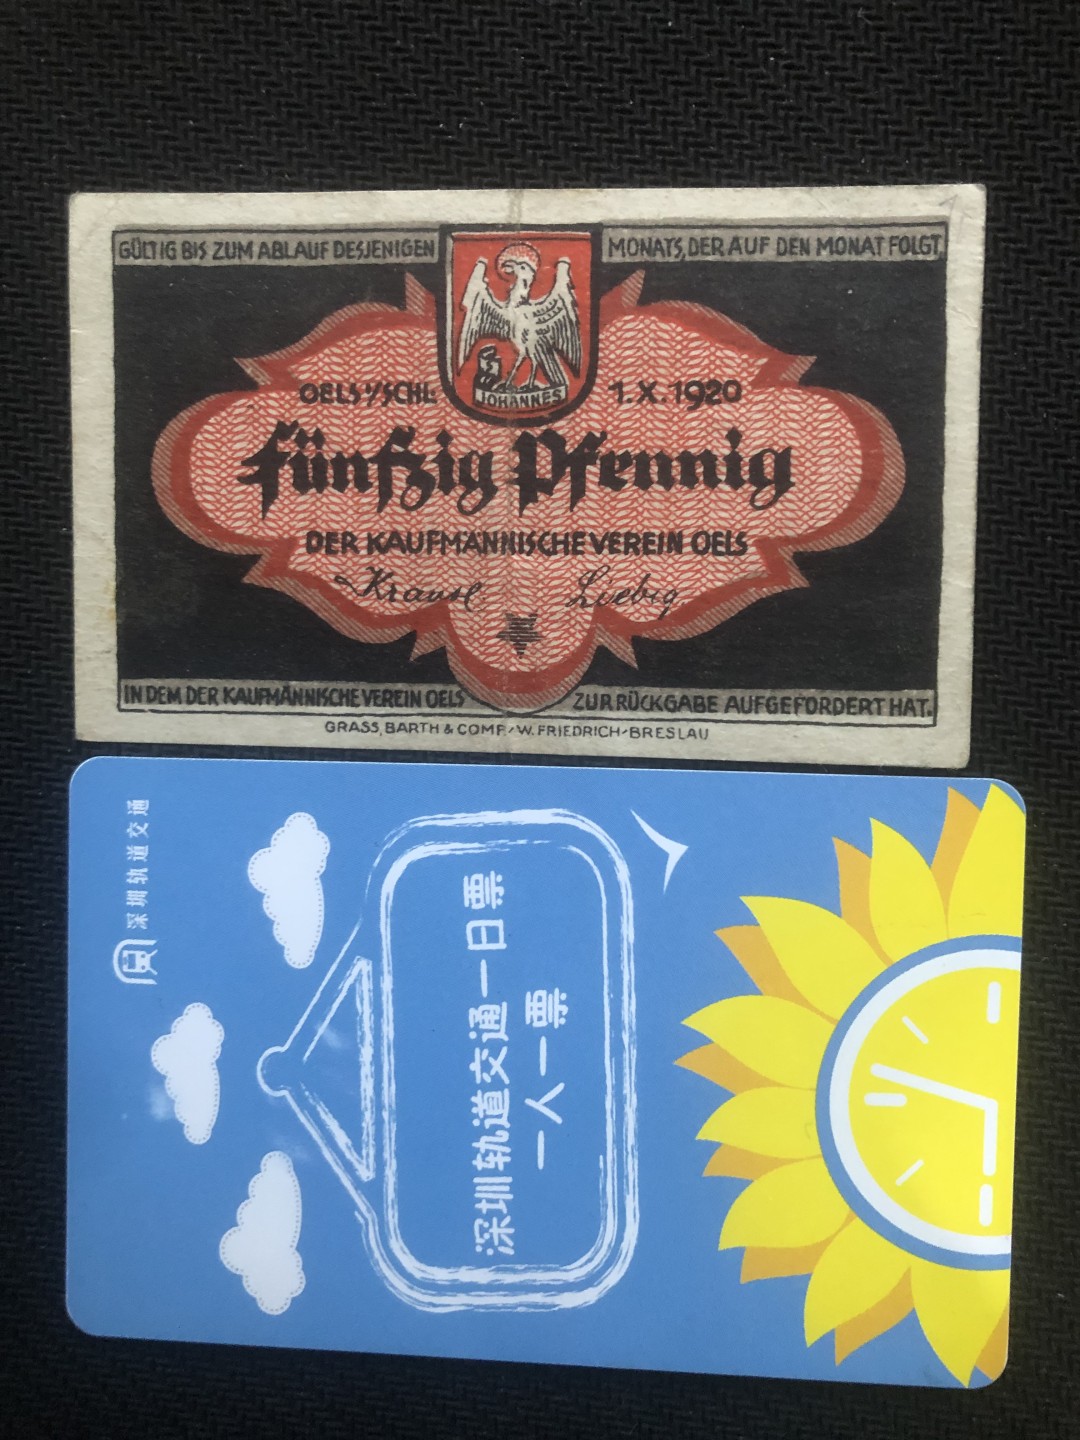 GÜLTIG BIS ZUM ABLAUF DESJENIGEN MONATS, DER AUF DEN MONAT FOLGT
JOHANNES
OELS I/SCHL. 1.X.1920
Fünfzig Pfennig
DER KAUFMÄNNISCHE VEREIN OELS
Krause Liebig
IN DEM DER KAUFMÄNNISCHE VEREIN OELS ZUR RÜCKGABE AUFGEFORDERT HAT.
GRASS, BARTH & COMP. W. FRIEDRICH-BRESLAU
深圳轨道交通
深圳轨道交通一日票
一人一票